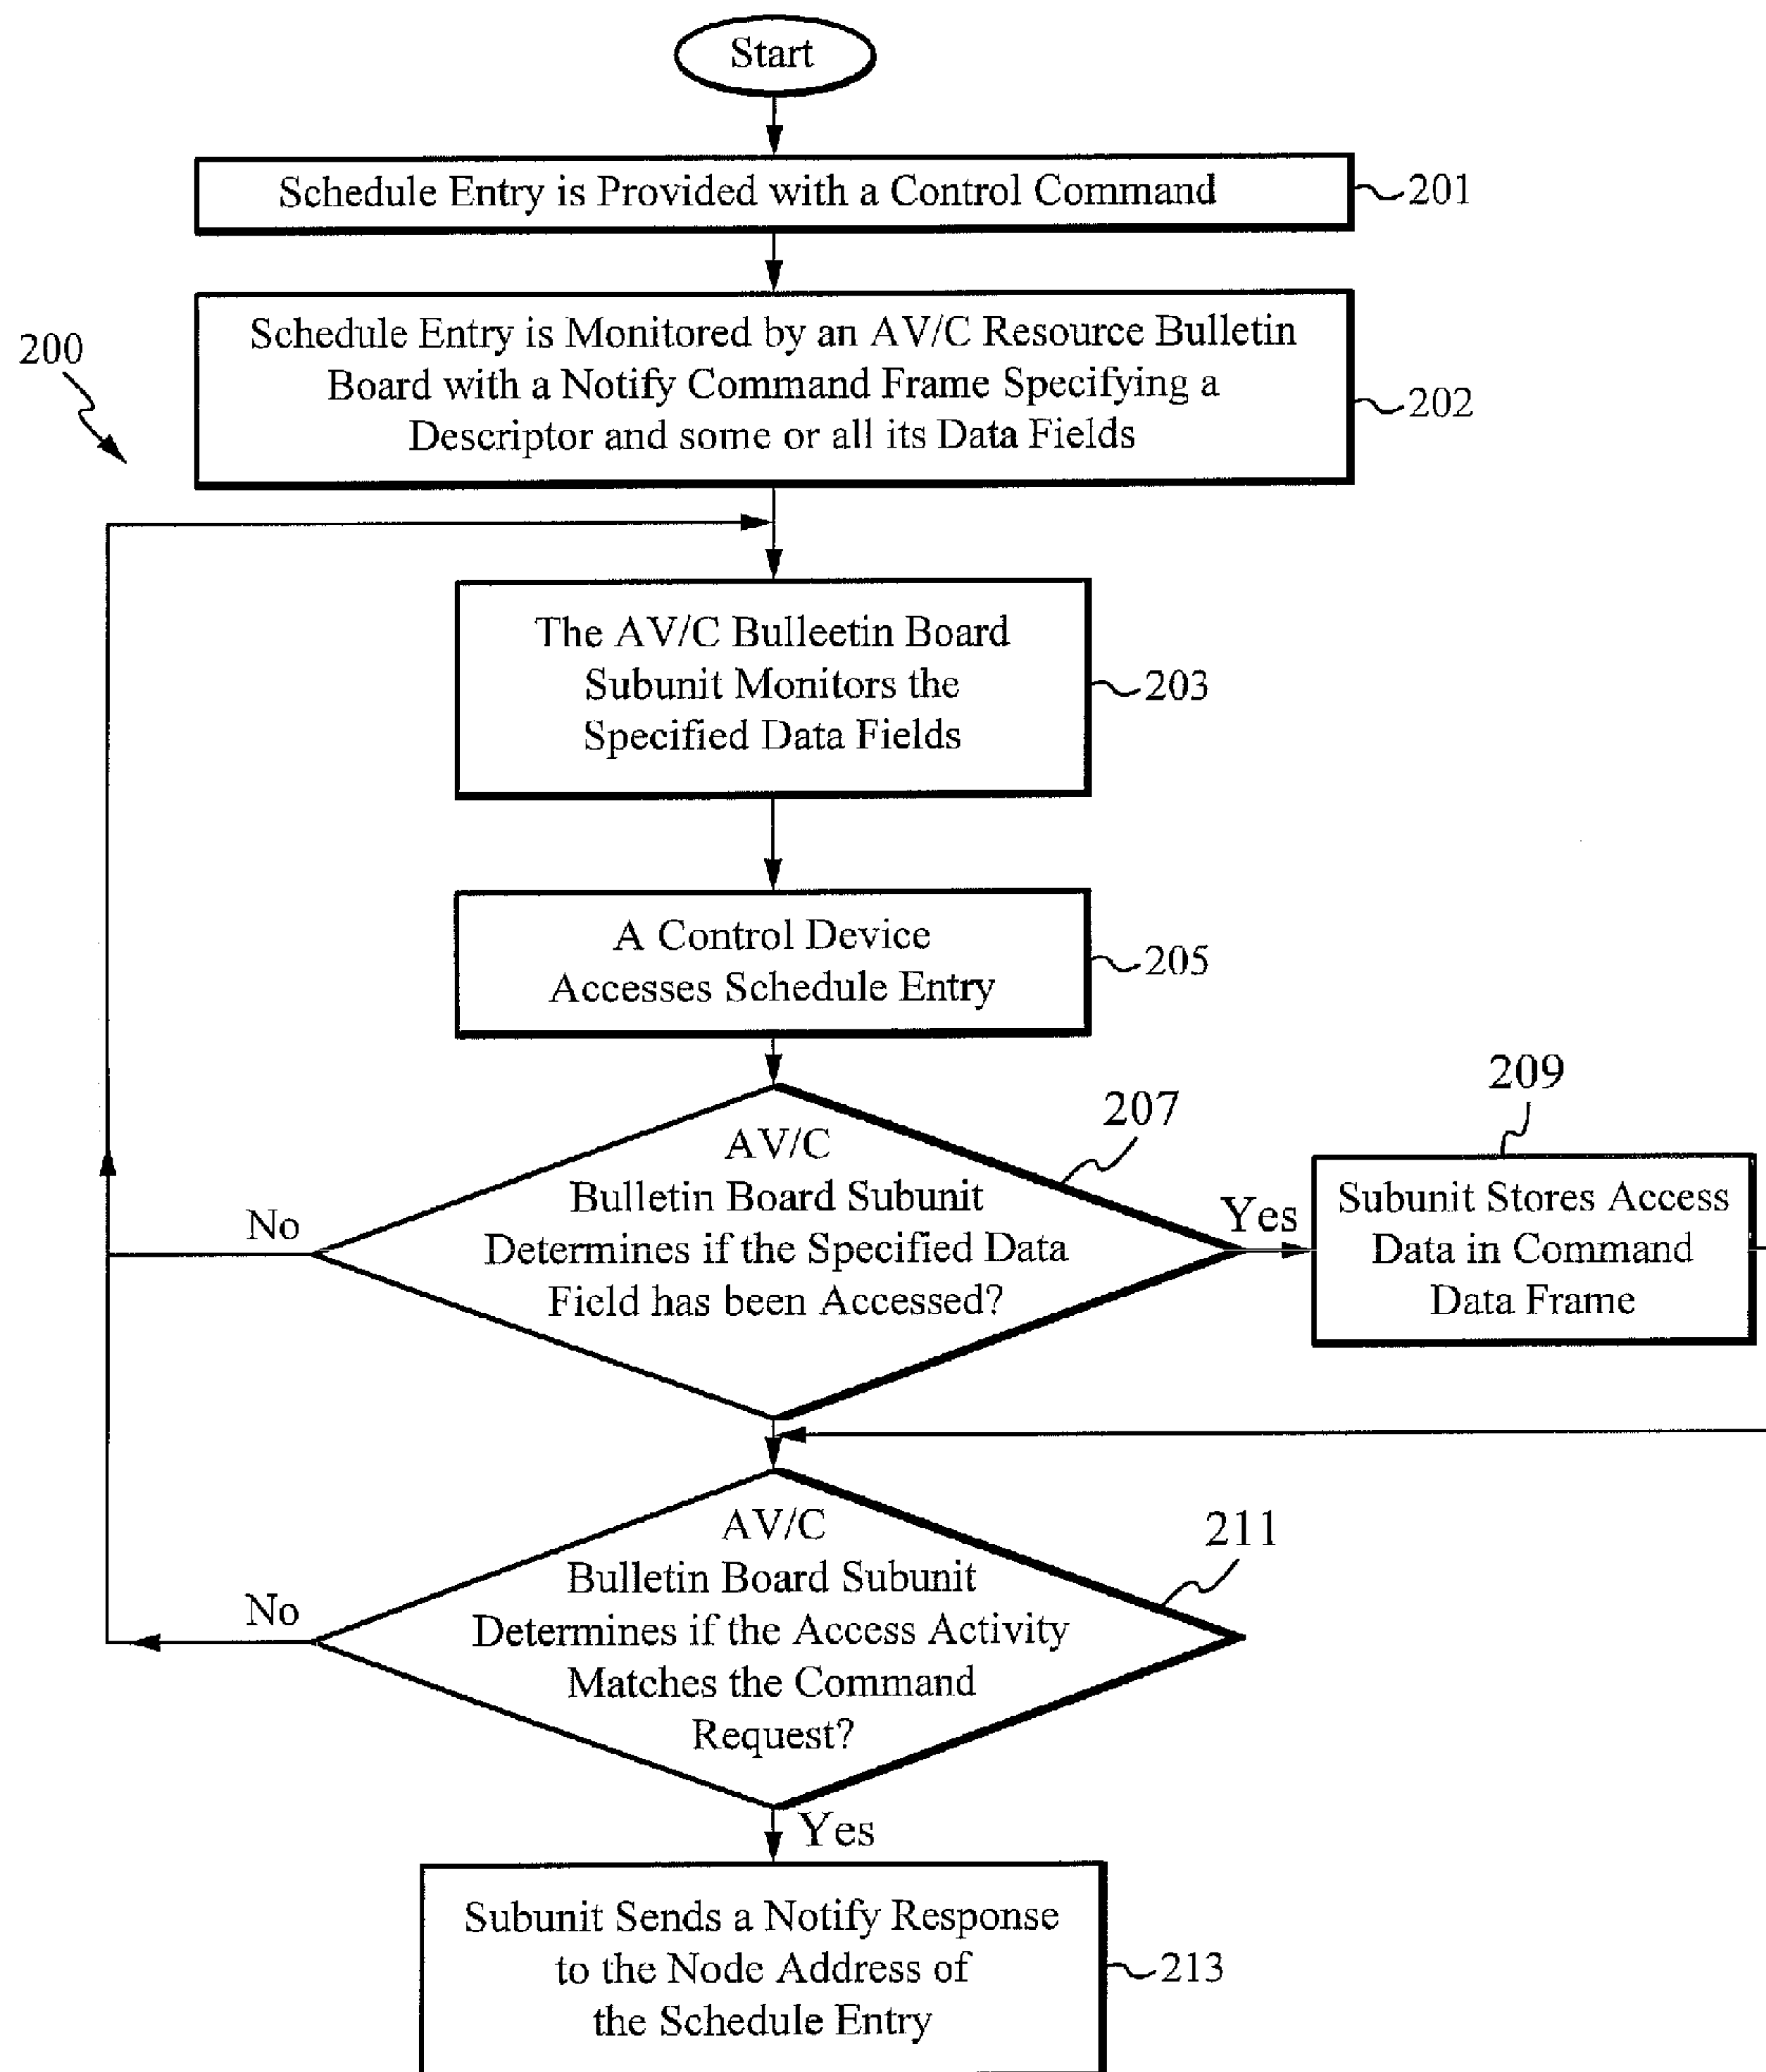 Start
Schedule Entry is Provided with a Control Command
201
200
Schedule Entry is Monitored by an AV/C Resource Bulletin
Board with a Notify Command Frame Specifying a
Descriptor and some or all its Data Fields
202
The AV/C Bulleetin Board
Subunit Monitors the
Specified Data Fields
203
A Control Device
Accesses Schedule Entry
205
207
209
AV/C
Bulletin Board Subunit
Determines if the Specified Data
Field has been Accessed?
No
Yes
Subunit Stores Access
Data in Command
Data Frame
211
AV/C
Bulletin Board Subunit
Determines if the Access Activity
Matches the Command
Request?
No
Yes
Subunit Sends a Notify Response
to the Node Address of
the Schedule Entry
213